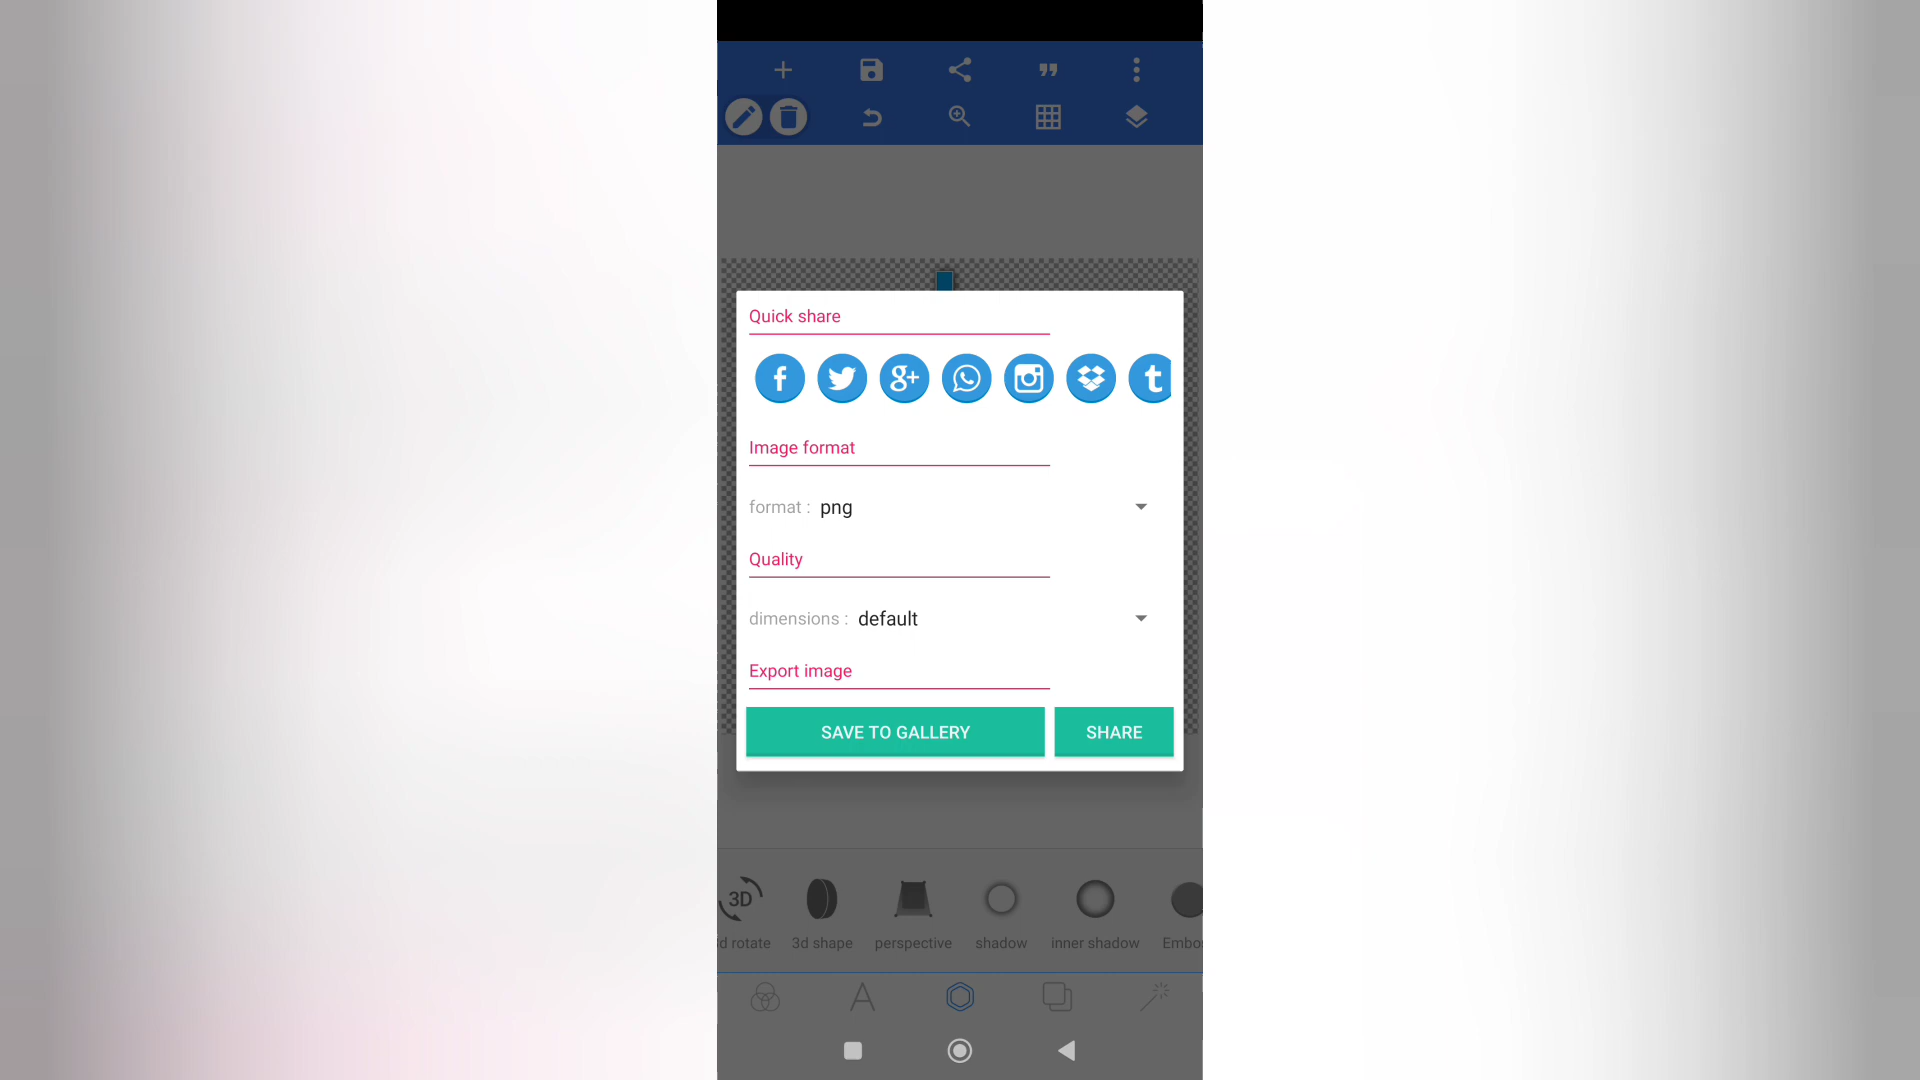 Quick share
Image format
format : png
Quality
dimensions : default
Export image
SAVE TO GALLERY SHARE
3D
d rotate 3d shape perspective shadow inner shadow Embo